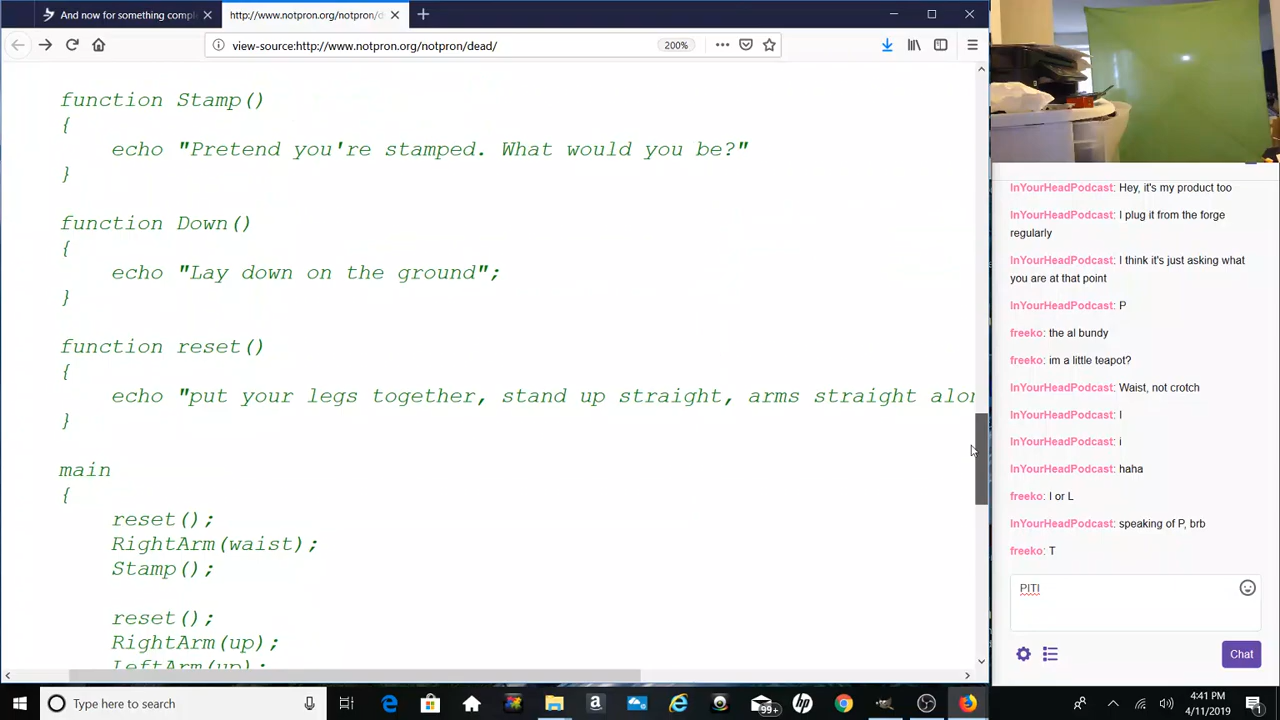 And now for something compl
http://www.notpron.org/notpron/d
view-source:http://www.notpron.org/notpron/dead/
200%
function Stamp()
{
echo "Pretend you're stamped. What would you be?"
}
function Down()
{
echo "Lay down on the ground";
}
function reset()
{
echo "put your legs together, stand up straight, arms straight alon
}
main
{
reset();
RightArm(waist);
Stamp();
reset();
RightArm(up);
LeftArm(up);
InYourHeadPodcast: Hey, it's my product too
InYourHeadPodcast: I plug it from the forge
regularly
InYourHeadPodcast: I think it's just asking what
you are at that point
InYourHeadPodcast: P
freeko: the al bundy
freeko: im a little teapot?
InYourHeadPodcast: Waist, not crotch
InYourHeadPodcast: I
InYourHeadPodcast: i
InYourHeadPodcast: haha
freeko: I or L
InYourHeadPodcast: speaking of P, brb
freeko: T
PITI
Chat
Type here to search
99+
4:41 PM
4/11/2019
1